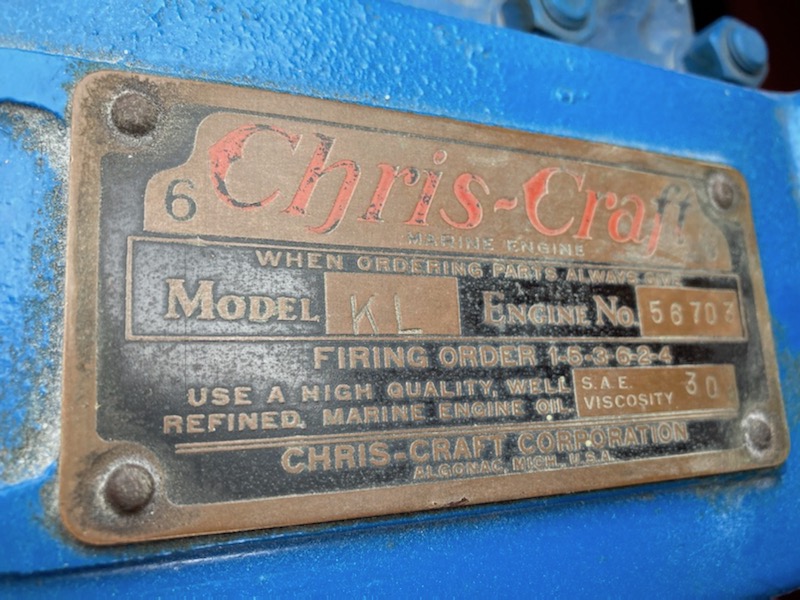 6 Chris-Craft
MARINE ENGINE
WHEN ORDERING PARTS ALWAYS GIVE
MODEL KL ENGINE No. 56703
FIRING ORDER 1-5-3-6-2-4
USE A HIGH QUALITY, WELL
REFINED, MARINE ENGINE OIL
S.A.E. VISCOSITY 30
CHRIS-CRAFT CORPORATION
ALGONAC, MICH., U.S.A.